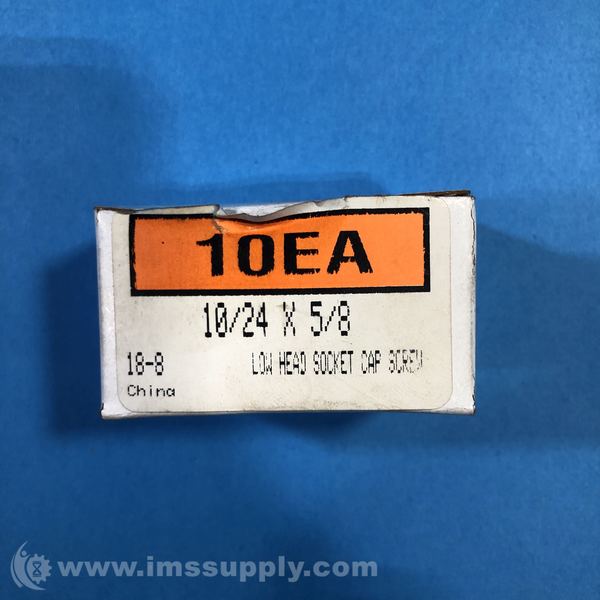 10EA
10/24 X 5/8
18-8 LOW HEAD SOCKET CAP SCREW
China
www.imssupply.com